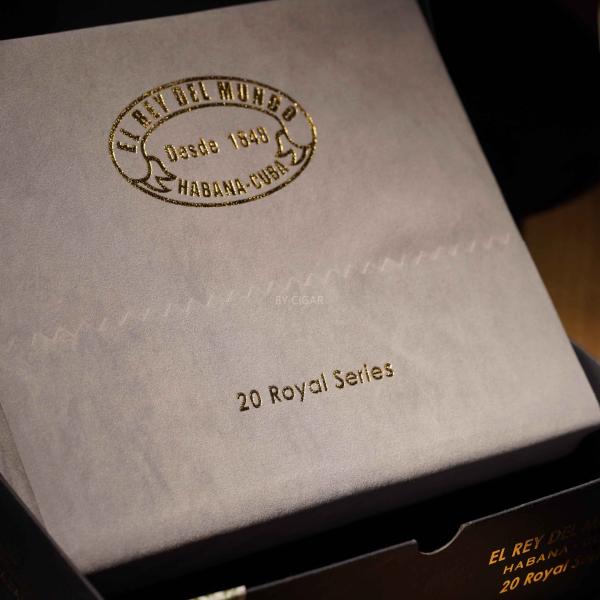 EL REY DEL MUNDO
Desde 1848
HABANA-CUBA
BY CIGAR
20 Royal Series
EL REY DEL
HABANA
20 Royal